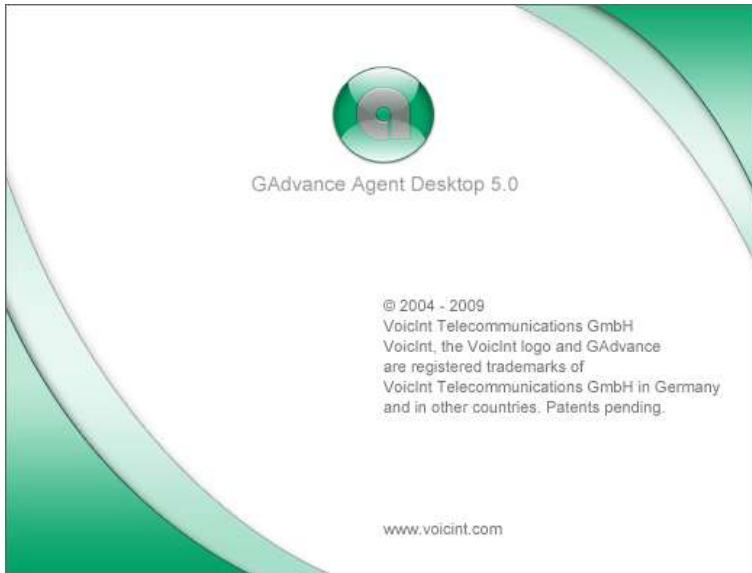 GAdvance Agent Desktop 5.0
© 2004 - 2009
VoicInt Telecommunications GmbH
VoicInt, the VoicInt logo and GAdvance
are registered trademarks of
VoicInt Telecommunications GmbH in Germany
and in other countries. Patents pending.
www.voicint.com